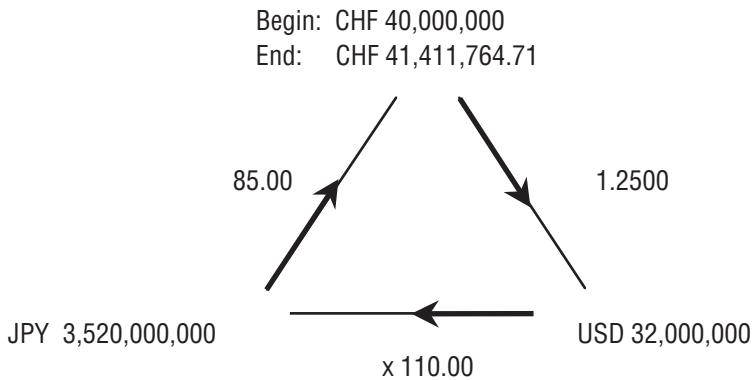 Begin: CHF 40,000,000
End: CHF 41,411,764.71
85.00
1.2500
JPY 3,520,000,000
USD 32,000,000
x 110.00